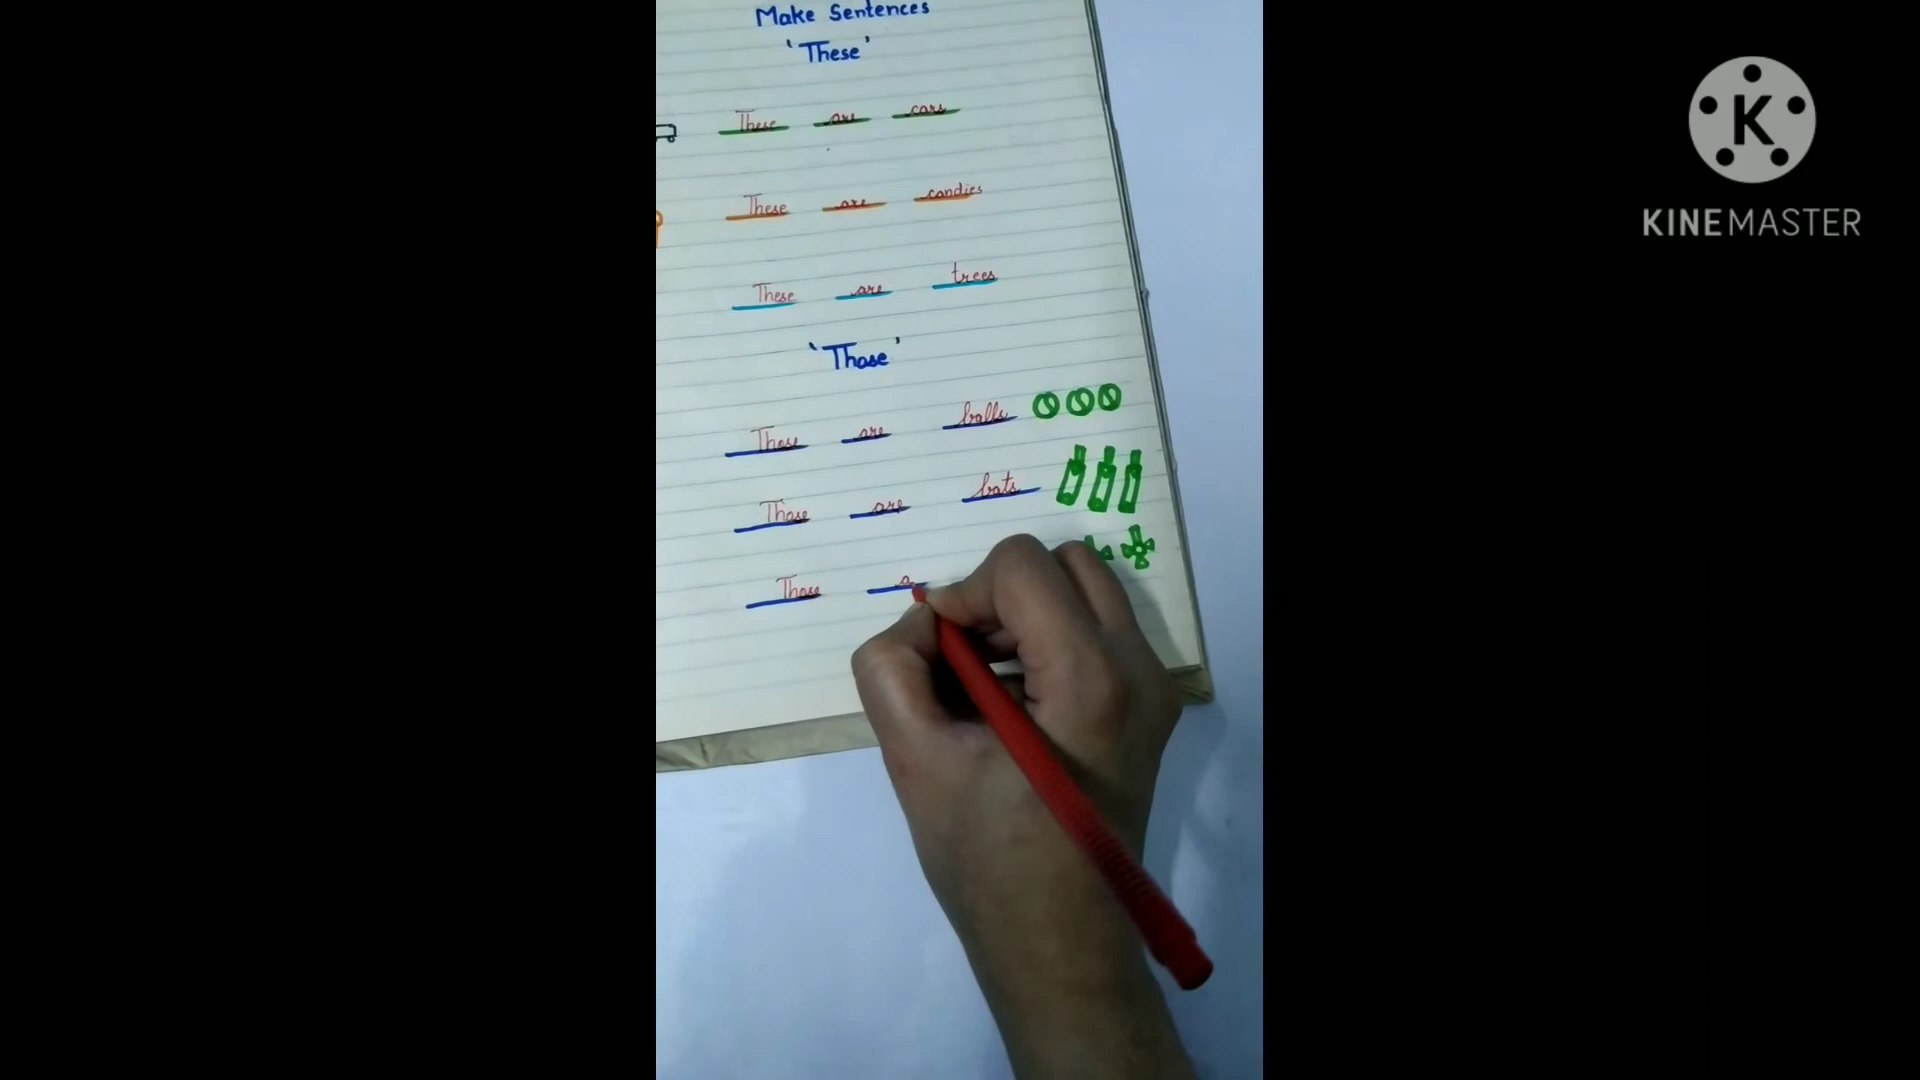 Make Sentences
'These'
These are cars
These are candies
These are trees
'Those'
Those are balls
Those are bats
Those a
K
KINEMASTER